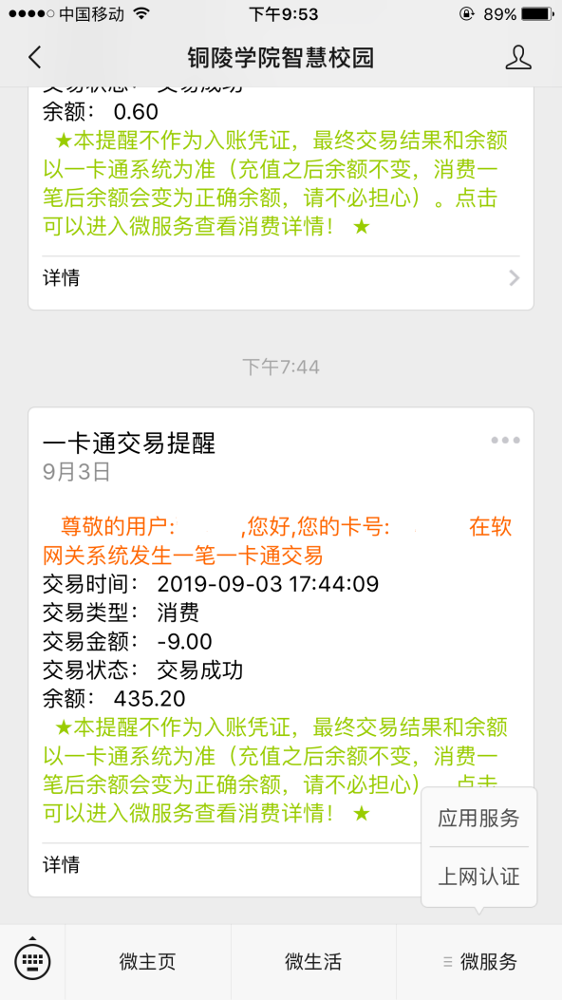 中国移动 下午9:53 89%
铜陵学院智慧校园
交易状态： 交易成功
余额： 0.60
★本提醒不作为入账凭证，最终交易结果和余额
以一卡通系统为准（充值之后余额不变，消费一
笔后余额会变为正确余额，请不必担心）。点击
可以进入微服务查看消费详情！ ★
详情
下午7:44
一卡通交易提醒
9月3日
尊敬的用户: ,您好,您的卡号: 在软
网关系统发生一笔一卡通交易
交易时间： 2019-09-03 17:44:09
交易类型： 消费
交易金额： -9.00
交易状态： 交易成功
余额： 435.20
★本提醒不作为入账凭证，最终交易结果和余额
以一卡通系统为准（充值之后余额不变，消费一
笔后余额会变为正确余额，请不必担心）。点击
可以进入微服务查看消费详情！ ★
应用服务
详情
上网认证
微主页 微生活 微服务